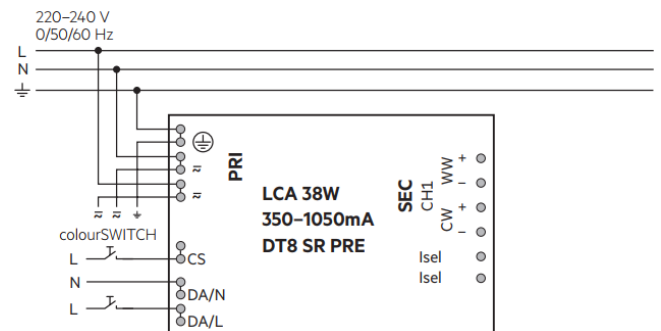 220–240 V
0/50/60 Hz
L
N
PRI
LCA 38W
350–1050mA
DT8 SR PRE
SEC
CH1
WW
+
–
CW
+
–
Isel
Isel
colourSWITCH
L
CS
N
DA/N
L
DA/L